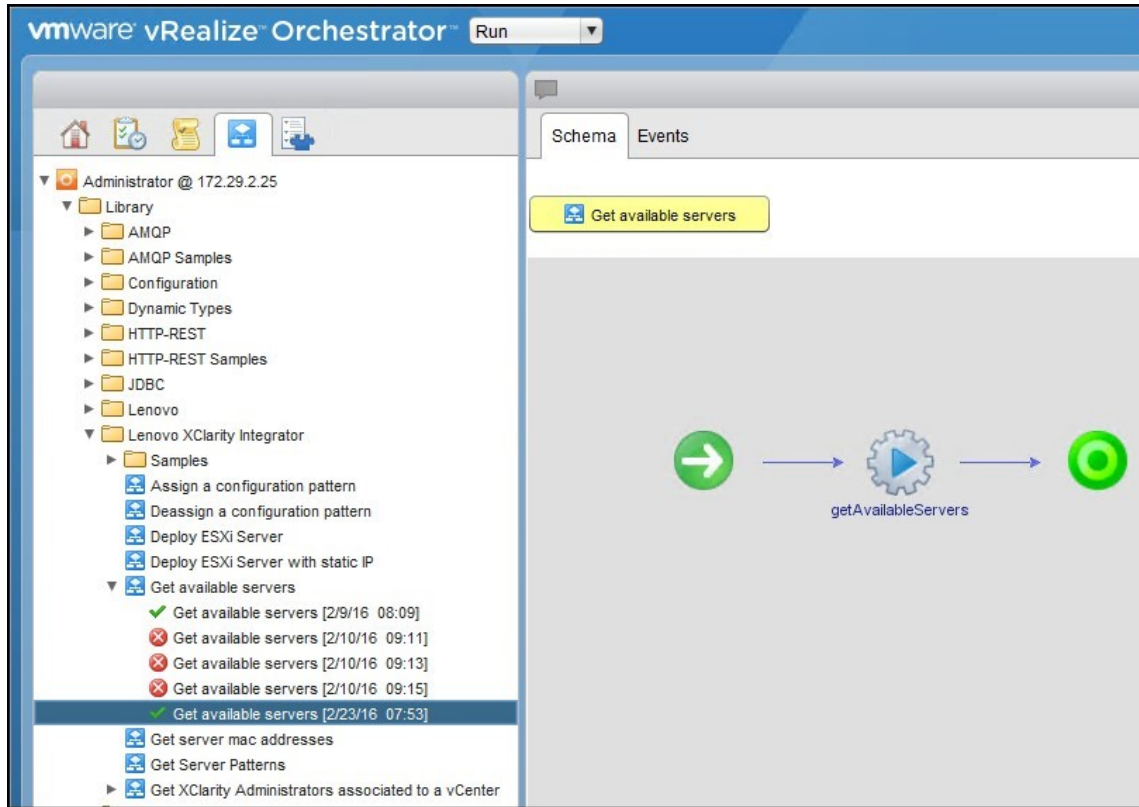 vmware vRealize™ Orchestrator™ Run
Schema Events
Administrator @ 172.29.2.25
Library
AMQP
AMQP Samples
Configuration
Dynamic Types
HTTP-REST
HTTP-REST Samples
JDBC
Lenovo
Lenovo XClarity Integrator
Samples
Assign a configuration pattern
Deassign a configuration pattern
Deploy ESXi Server
Deploy ESXi Server with static IP
Get available servers
Get available servers [2/9/16 08:09]
Get available servers [2/10/16 09:11]
Get available servers [2/10/16 09:13]
Get available servers [2/10/16 09:15]
Get available servers [2/23/16 07:53]
Get server mac addresses
Get Server Patterns
Get XClarity Administrators associated to a vCenter
Get available servers
getAvailableServers